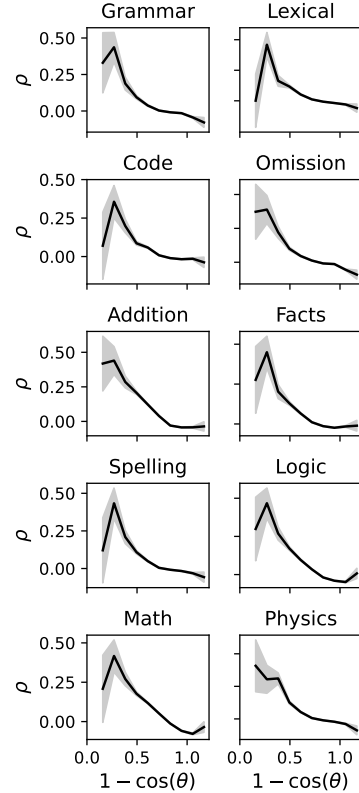 Grammar Lexical
0.50
0.25
0.00
ρ
Code Omission
0.50
0.25
0.00
ρ
Addition Facts
0.50
0.25
0.00
ρ
Spelling Logic
0.50
0.25
0.00
ρ
Math Physics
0.50
0.25
0.00
ρ
0.0 0.5 1.0 0.0 0.5 1.0
1 − cos(θ) 1 − cos(θ)